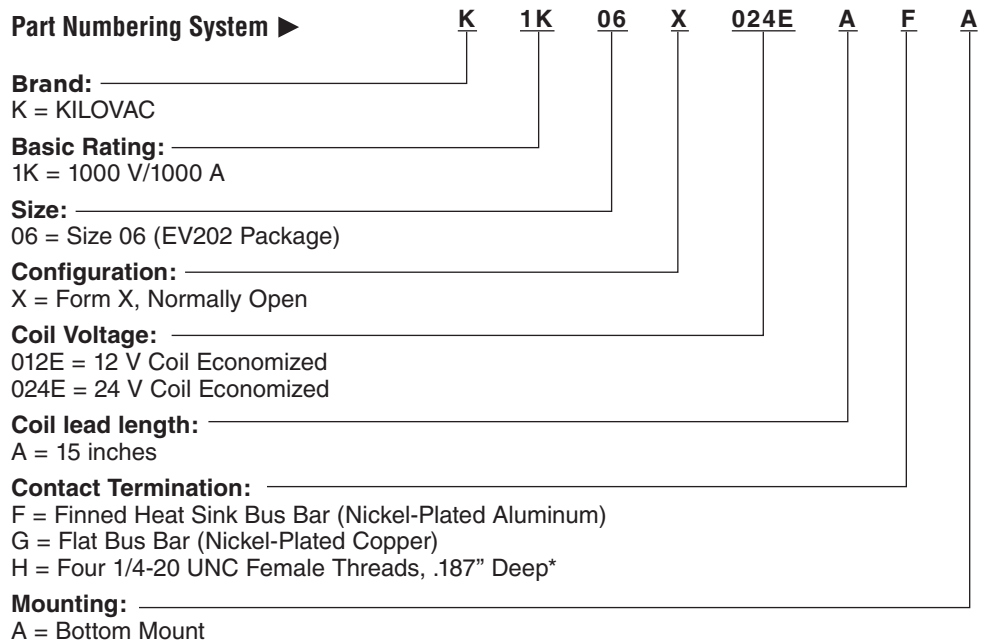 Part Numbering System ► K 1K 06 X 024E A F A
Brand:
K = KILOVAC
Basic Rating:
1K = 1000 V/1000 A
Size:
06 = Size 06 (EV202 Package)
Configuration:
X = Form X, Normally Open
Coil Voltage:
012E = 12 V Coil Economized
024E = 24 V Coil Economized
Coil lead length:
A = 15 inches
Contact Termination:
F = Finned Heat Sink Bus Bar (Nickel-Plated Aluminum)
G = Flat Bus Bar (Nickel-Plated Copper)
H = Four 1/4-20 UNC Female Threads, .187” Deep*
Mounting:
A = Bottom Mount